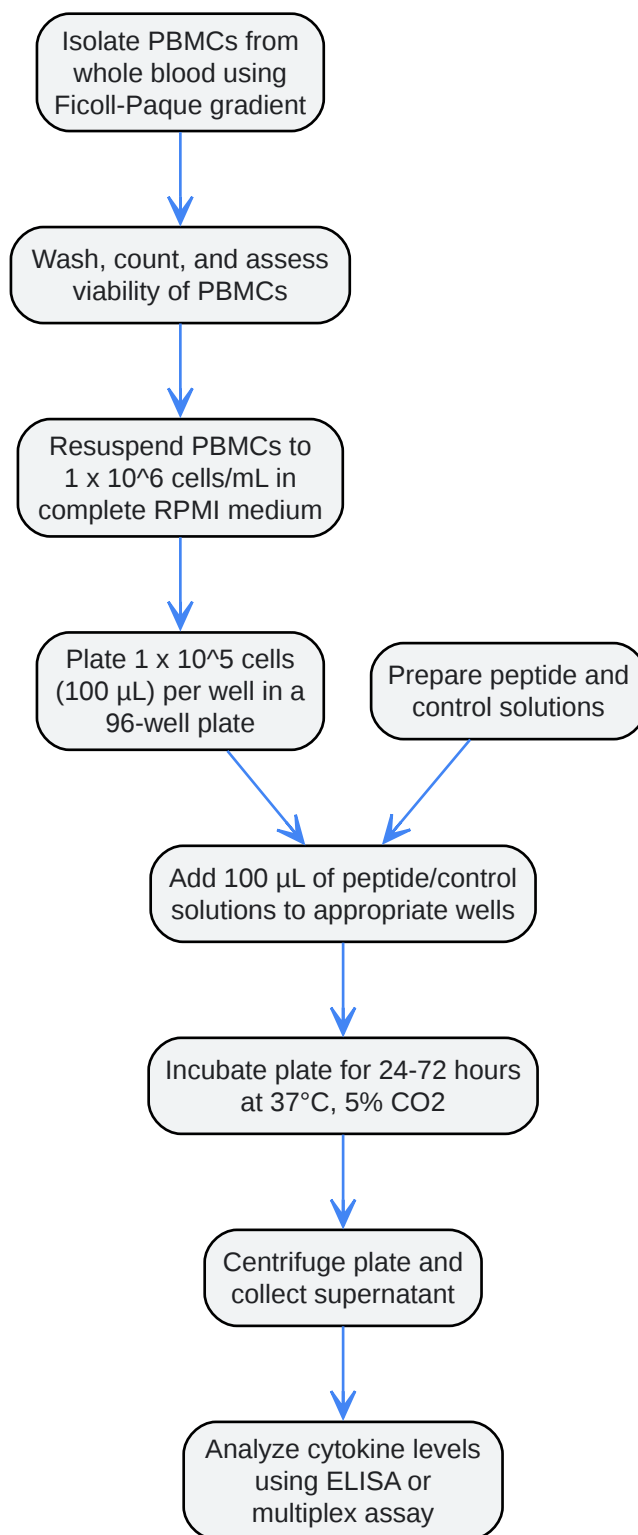 Isolate PBMCs from
whole blood using
Ficoll-Paque gradient
Wash, count, and assess
viability of PBMCs
Resuspend PBMCs to
1 x 10^6 cells/mL in
complete RPMI medium
Plate 1 x 10^5 cells
(100 µL) per well in a
96-well plate
Prepare peptide and
control solutions
Add 100 µL of peptide/control
solutions to appropriate wells
Incubate plate for 24-72 hours
at 37°C, 5% CO2
Centrifuge plate and
collect supernatant
Analyze cytokine levels
using ELISA or
multiplex assay